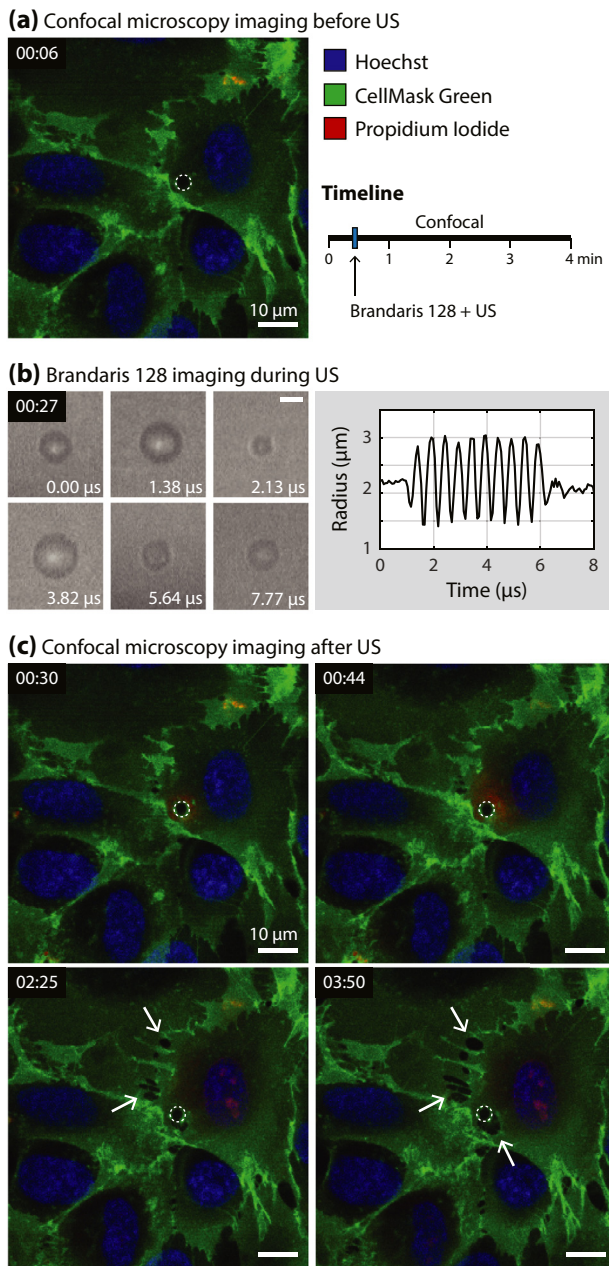 (a) Confocal microscopy imaging before US
00:06
10 µm
Hoechst
CellMask Green
Propidium Iodide
Timeline
Confocal
0 1 2 3 4 min
Brandaris 128 + US
(b) Brandaris 128 imaging during US
00:27
0.00 µs
1.38 µs
2.13 µs
3.82 µs
5.64 µs
7.77 µs
Radius (µm)
3
2
1
0 2 4 6 8
Time (µs)
(c) Confocal microscopy imaging after US
00:30
10 µm
00:44
02:25
03:50